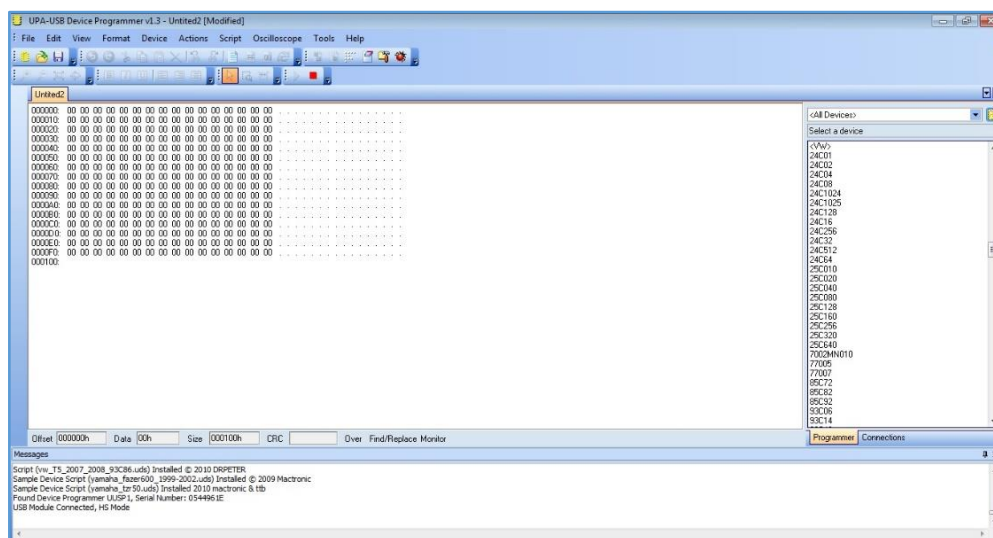 UPA-USB Device Programmer v1.3 - Untited2 [Modified]
File Edit View Format Device Actions Script Oscilloscope Tools Help
Untited2
000000: 00 00 00 00 00 00 00 00 00 00 00 00 00 00 00 00 . . . . . . . . . . . . . . . .
000010: 00 00 00 00 00 00 00 00 00 00 00 00 00 00 00 00 . . . . . . . . . . . . . . . .
000020: 00 00 00 00 00 00 00 00 00 00 00 00 00 00 00 00 . . . . . . . . . . . . . . . .
000030: 00 00 00 00 00 00 00 00 00 00 00 00 00 00 00 00 . . . . . . . . . . . . . . . .
000040: 00 00 00 00 00 00 00 00 00 00 00 00 00 00 00 00 . . . . . . . . . . . . . . . .
000050: 00 00 00 00 00 00 00 00 00 00 00 00 00 00 00 00 . . . . . . . . . . . . . . . .
000060: 00 00 00 00 00 00 00 00 00 00 00 00 00 00 00 00 . . . . . . . . . . . . . . . .
000070: 00 00 00 00 00 00 00 00 00 00 00 00 00 00 00 00 . . . . . . . . . . . . . . . .
000080: 00 00 00 00 00 00 00 00 00 00 00 00 00 00 00 00 . . . . . . . . . . . . . . . .
000090: 00 00 00 00 00 00 00 00 00 00 00 00 00 00 00 00 . . . . . . . . . . . . . . . .
0000A0: 00 00 00 00 00 00 00 00 00 00 00 00 00 00 00 00 . . . . . . . . . . . . . . . .
0000B0: 00 00 00 00 00 00 00 00 00 00 00 00 00 00 00 00 . . . . . . . . . . . . . . . .
0000C0: 00 00 00 00 00 00 00 00 00 00 00 00 00 00 00 00 . . . . . . . . . . . . . . . .
0000D0: 00 00 00 00 00 00 00 00 00 00 00 00 00 00 00 00 . . . . . . . . . . . . . . . .
0000E0: 00 00 00 00 00 00 00 00 00 00 00 00 00 00 00 00 . . . . . . . . . . . . . . . .
0000F0: 00 00 00 00 00 00 00 00 00 00 00 00 00 00 00 00 . . . . . . . . . . . . . . . .
000100:
Offset 000000h Data 00h Size 000100h CRC Over Find/Replace Monitor
<All Devices>
Select a device
<VW>
24C01
24C02
24C04
24C08
24C1024
24C1025
24C128
24C16
24C256
24C32
24C512
24C64
25C010
25C020
25C040
25C080
25C128
25C160
25C256
25C320
25C640
7002MN010
77005
77007
85C72
85C82
85C92
93C06
93C14
Programmer Connections
Messages
Script (vw_T5_2007_2008_93C86.uds) Installed © 2010 DRPETER
Sample Device Script (yamaha_fazer600_1999-2002.uds) Installed © 2009 Mactronic
Sample Device Script (yamaha_tzr50.uds) Installed 2010 mactronic & ttb
Found Device Programmer UUSP1, Serial Number: 0544961E
USB Module Connected, HS Mode